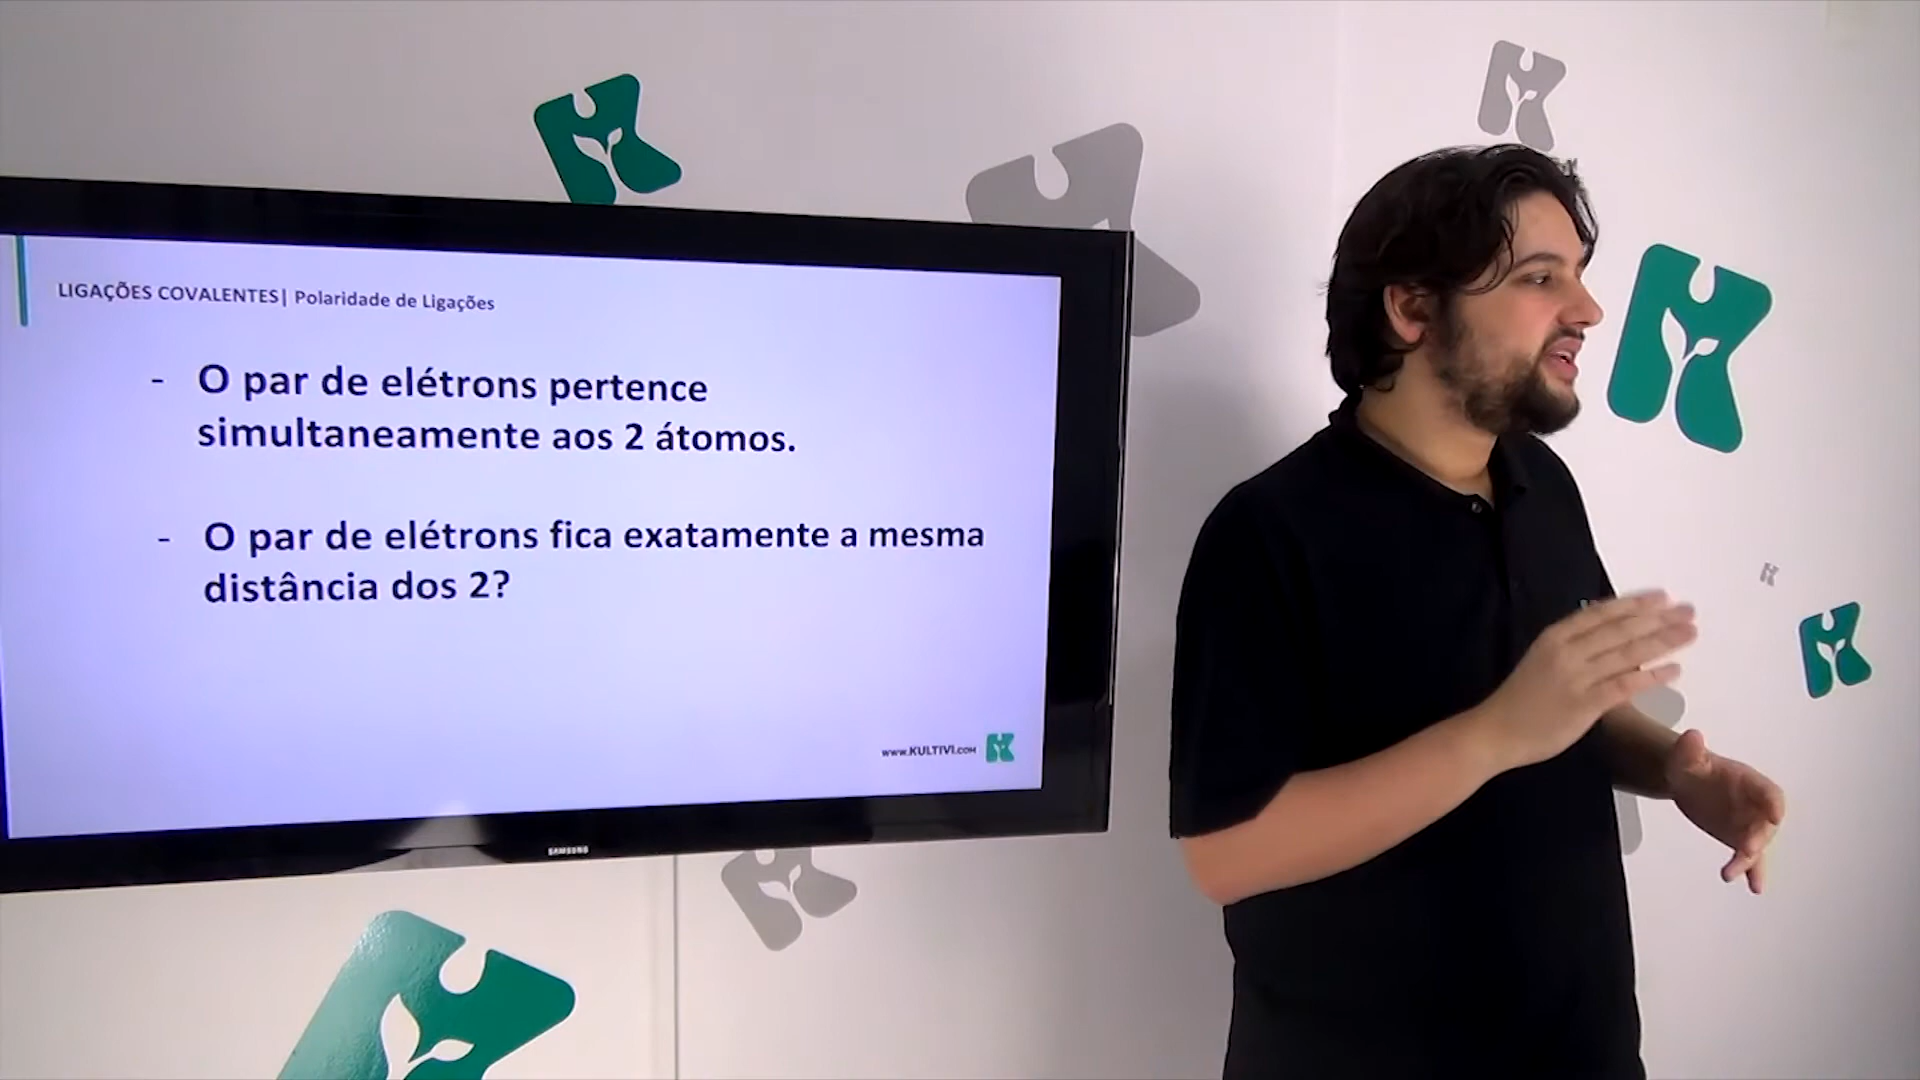 LIGAÇÕES COVALENTES| Polaridade de Ligações
- O par de elétrons pertence
simultaneamente aos 2 átomos.
- O par de elétrons fica exatamente a mesma
distância dos 2?
www.KULTIVI.COM
SAMSUNG